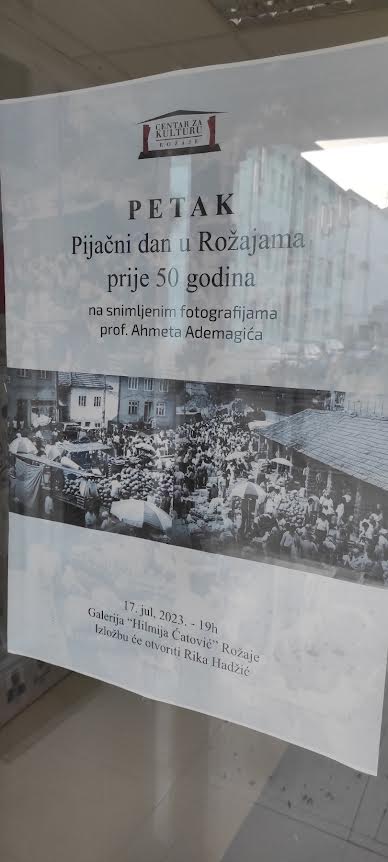 CENTAR ZA
KULTURU
ROŽAJE
PETAK
Pijačni dan u Rožajama
prije 50 godina
na snimljenim fotografijama
prof. Ahmeta Ademagića
17. jul, 2023. - 19h
Galerija "Hilmija Ćatović" Rožaje
Izložbu će otvoriti Rika Hadžić